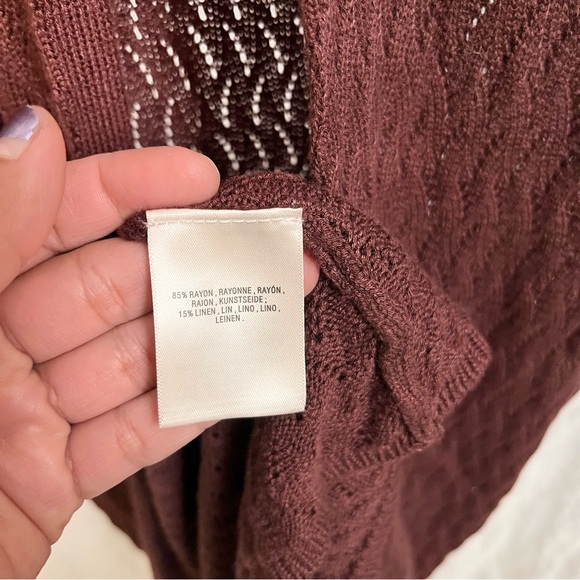 85% RAYON, RAYONNE, RAYÓN,
RAION, KUNSTSEIDE;
15% LINEN, LIN, LINO, LINO,
LEINEN.